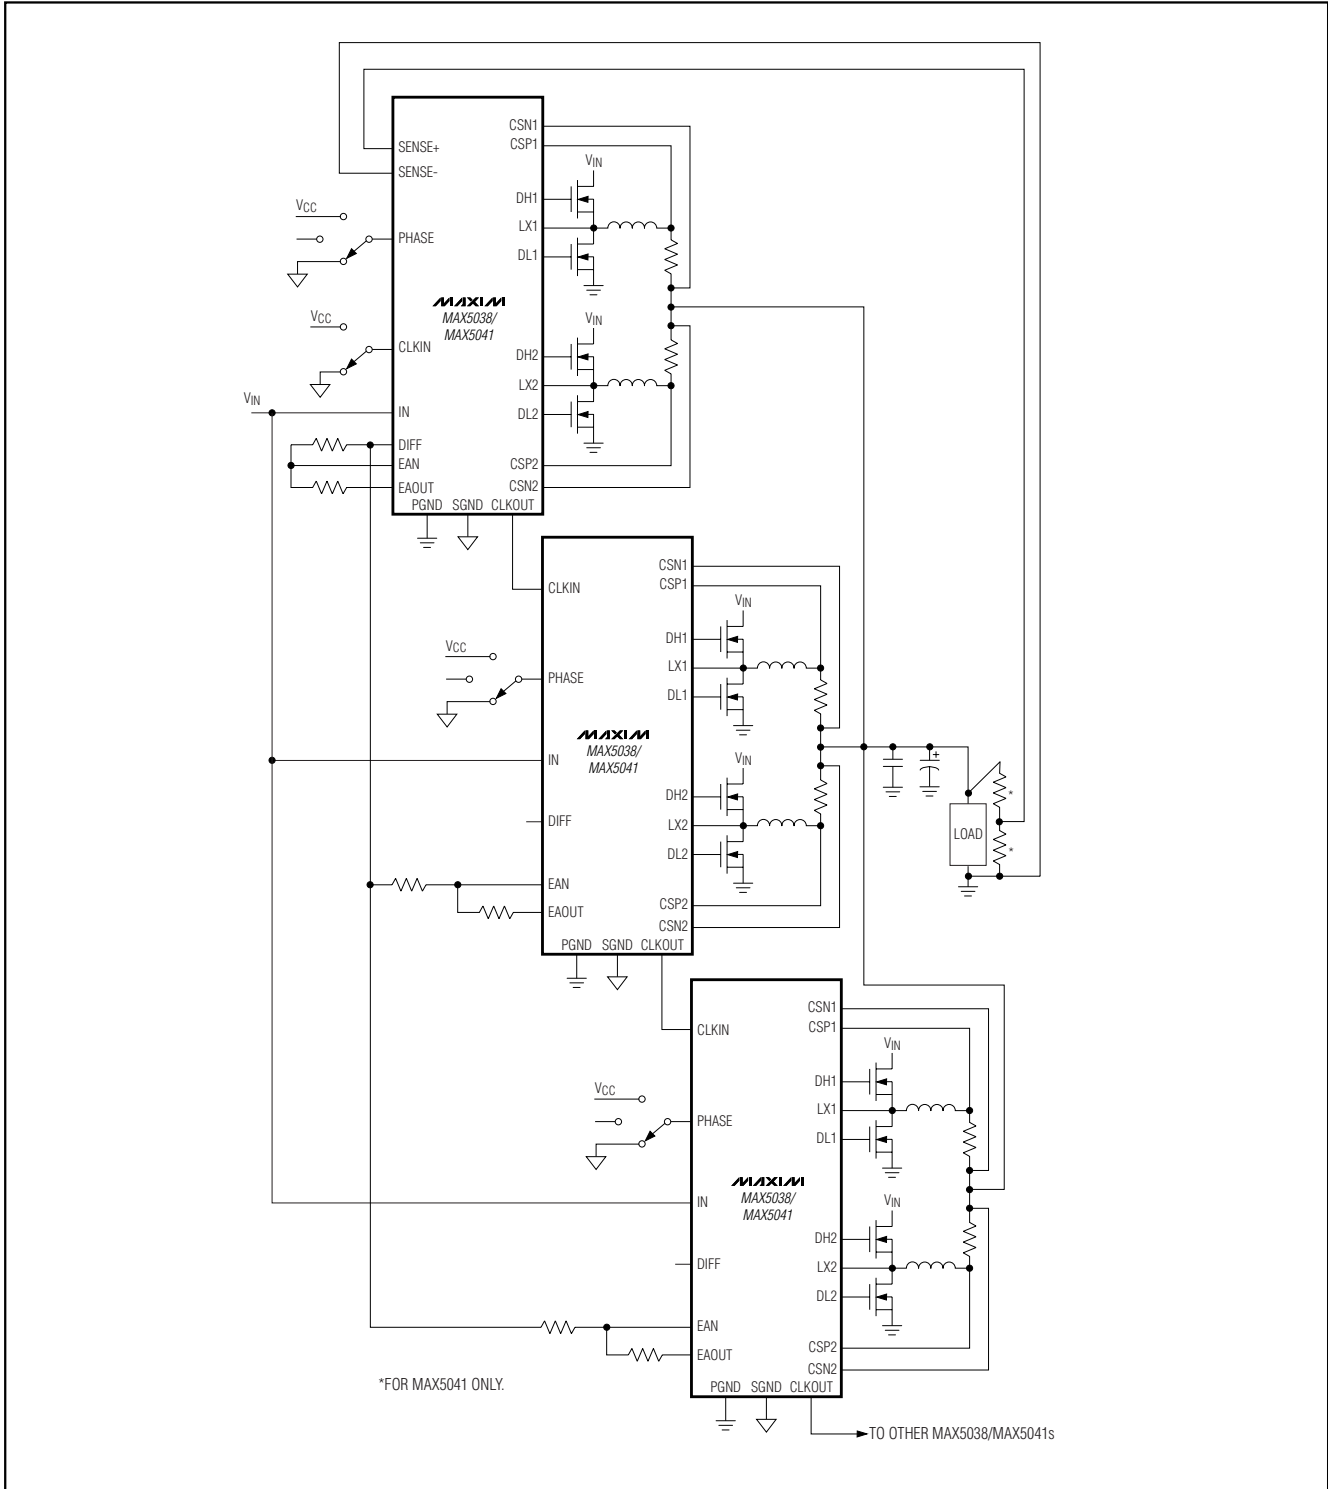 CSN1
CSP1
SENSE+
SENSE-
VIN
DH1
VCC
LX1
PHASE
DL1
MAXIM
MAX5038/
MAX5041
VCC
VIN
CLKIN
DH2
LX2
VIN
IN
DL2
DIFF
EAN
CSP2
EAOUT
CSN2
PGND SGND CLKOUT
CSN1
CSP1
CLKIN
VIN
DH1
VCC
LX1
PHASE
DL1
MAXIM
MAX5038/
MAX5041
IN
VIN
+
DH2
*
DIFF
LX2
LOAD
DL2
*
EAN
CSP2
EAOUT
CSN2
PGND SGND CLKOUT
CSN1
CSP1
CLKIN
VIN
DH1
VCC
LX1
PHASE
DL1
MAXIM
MAX5038/
MAX5041
IN
VIN
DH2
DIFF
LX2
DL2
EAN
CSP2
EAOUT
CSN2
*FOR MAX5041 ONLY.
PGND SGND CLKOUT
TO OTHER MAX5038/MAX5041s